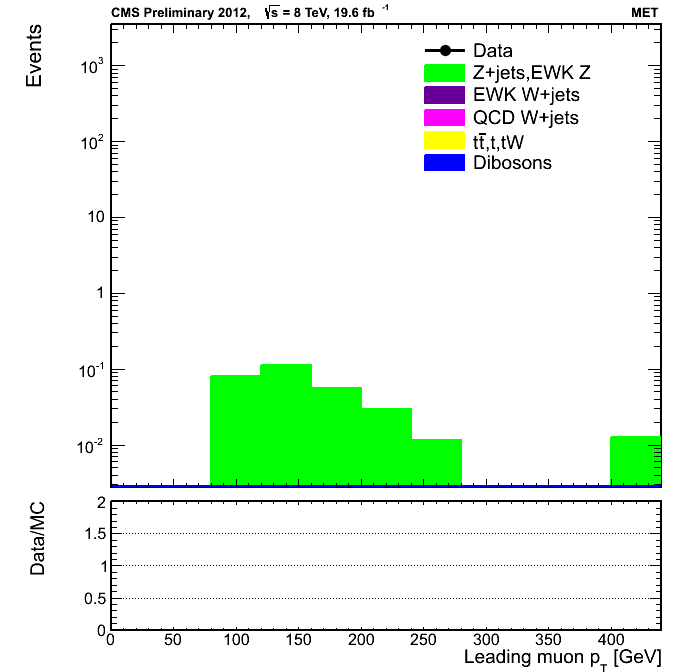 CMS Preliminary 2012, √s = 8 TeV, 19.6 fb⁻¹ MET
Events
Data
Z+jets,EWK Z
EWK W+jets
QCD W+jets
tt̅,t,tW
Dibosons
10³
10²
10
1
10⁻¹
10⁻²
Data/MC
2
1.5
1
0.5
0
0 50 100 150 200 250 300 350 400
Leading muon p_T [GeV]